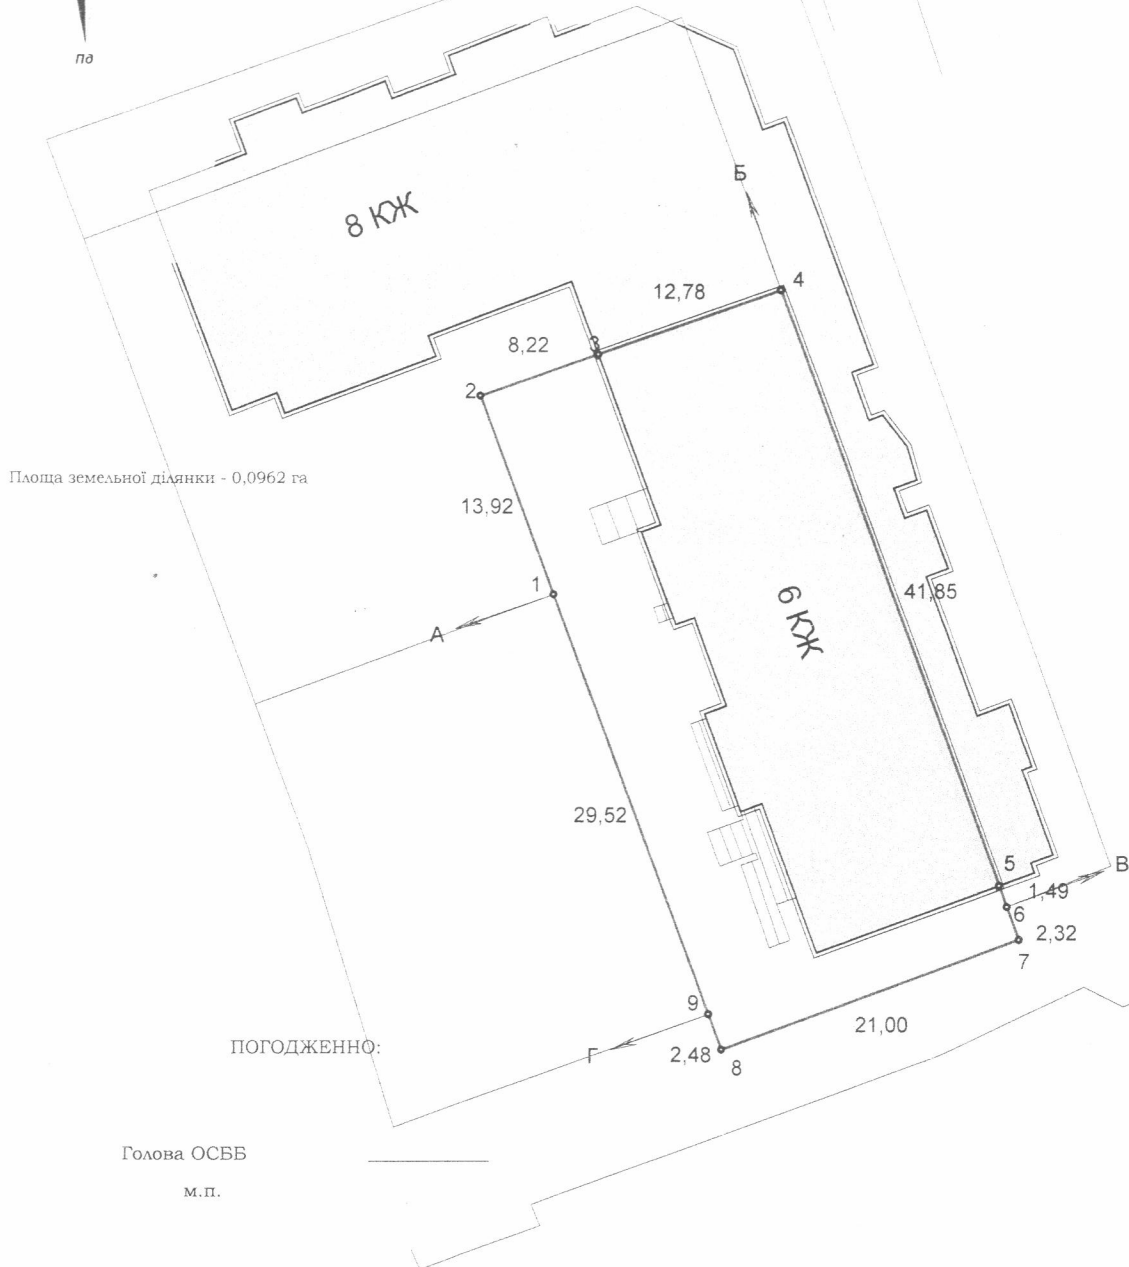 пд
Б
8 КЖ
4
12,78
3
8,22
2
Площа земельної ділянки - 0,0962 га
13,92
1
6 КЖ
41,85
А
29,52
5
В
1,49
6
2,32
7
9
21,00
ПОГОДЖЕННО:
Г
2,48
8
Голова ОСББ
м.п.